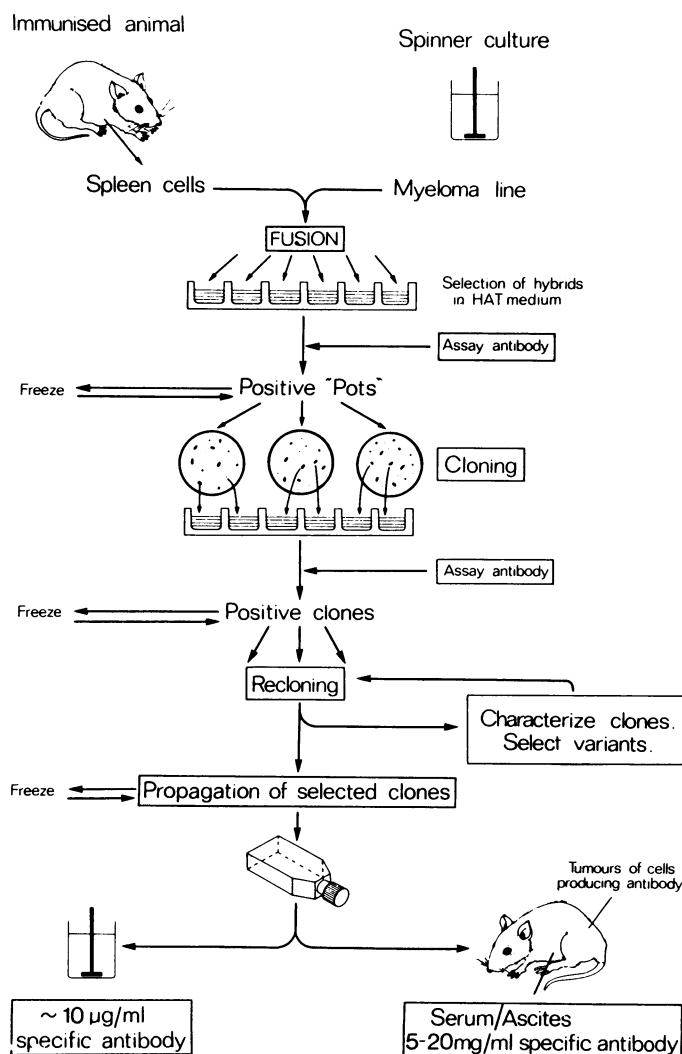 Immunised animal
Spinner culture
Spleen cells
Myeloma line
FUSION
Selection of hybrids
in HAT medium
Assay antibody
Freeze
Positive "Pots"
Cloning
Assay antibody
Freeze
Positive clones
Recloning
Characterize clones.
Select variants.
Freeze
Propagation of selected clones
Tumours of cells
producing antibody
~ 10 µg/ml
specific antibody
Serum/Ascites
5-20mg/ml specific antibody